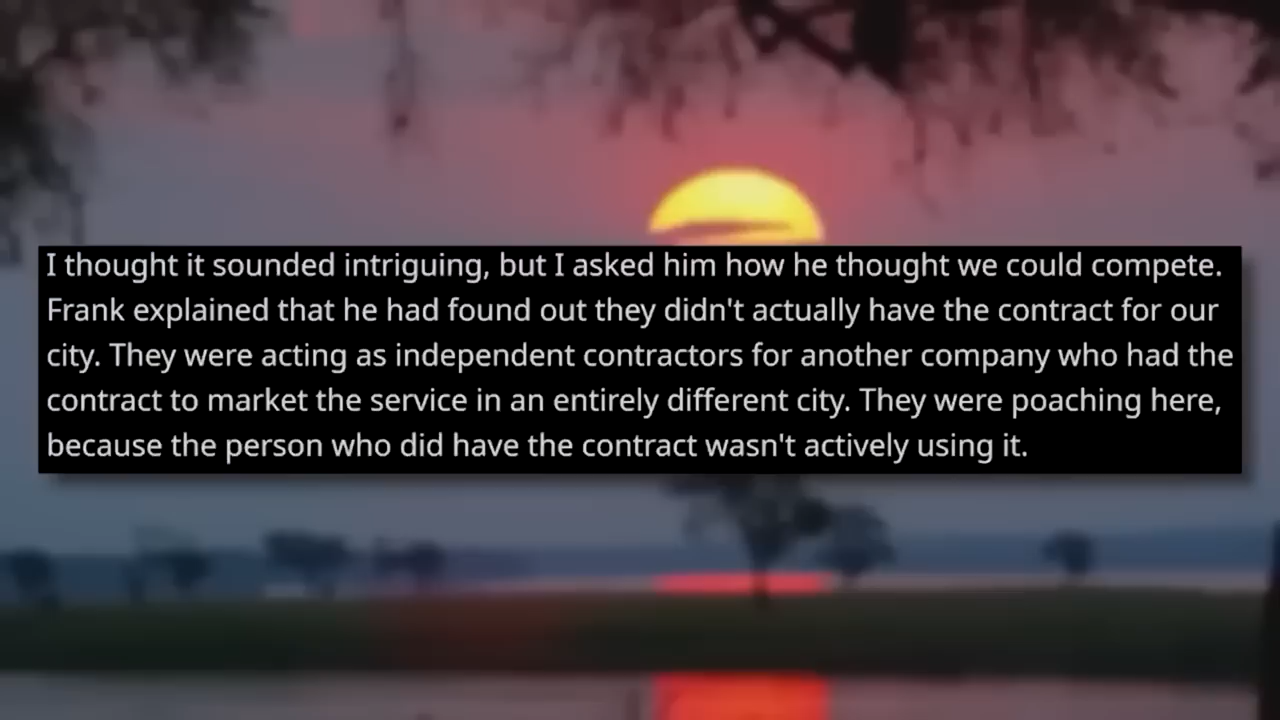 I thought it sounded intriguing, but I asked him how he thought we could compete.
Frank explained that he had found out they didn't actually have the contract for our
city. They were acting as independent contractors for another company who had the
contract to market the service in an entirely different city. They were poaching here,
because the person who did have the contract wasn't actively using it.